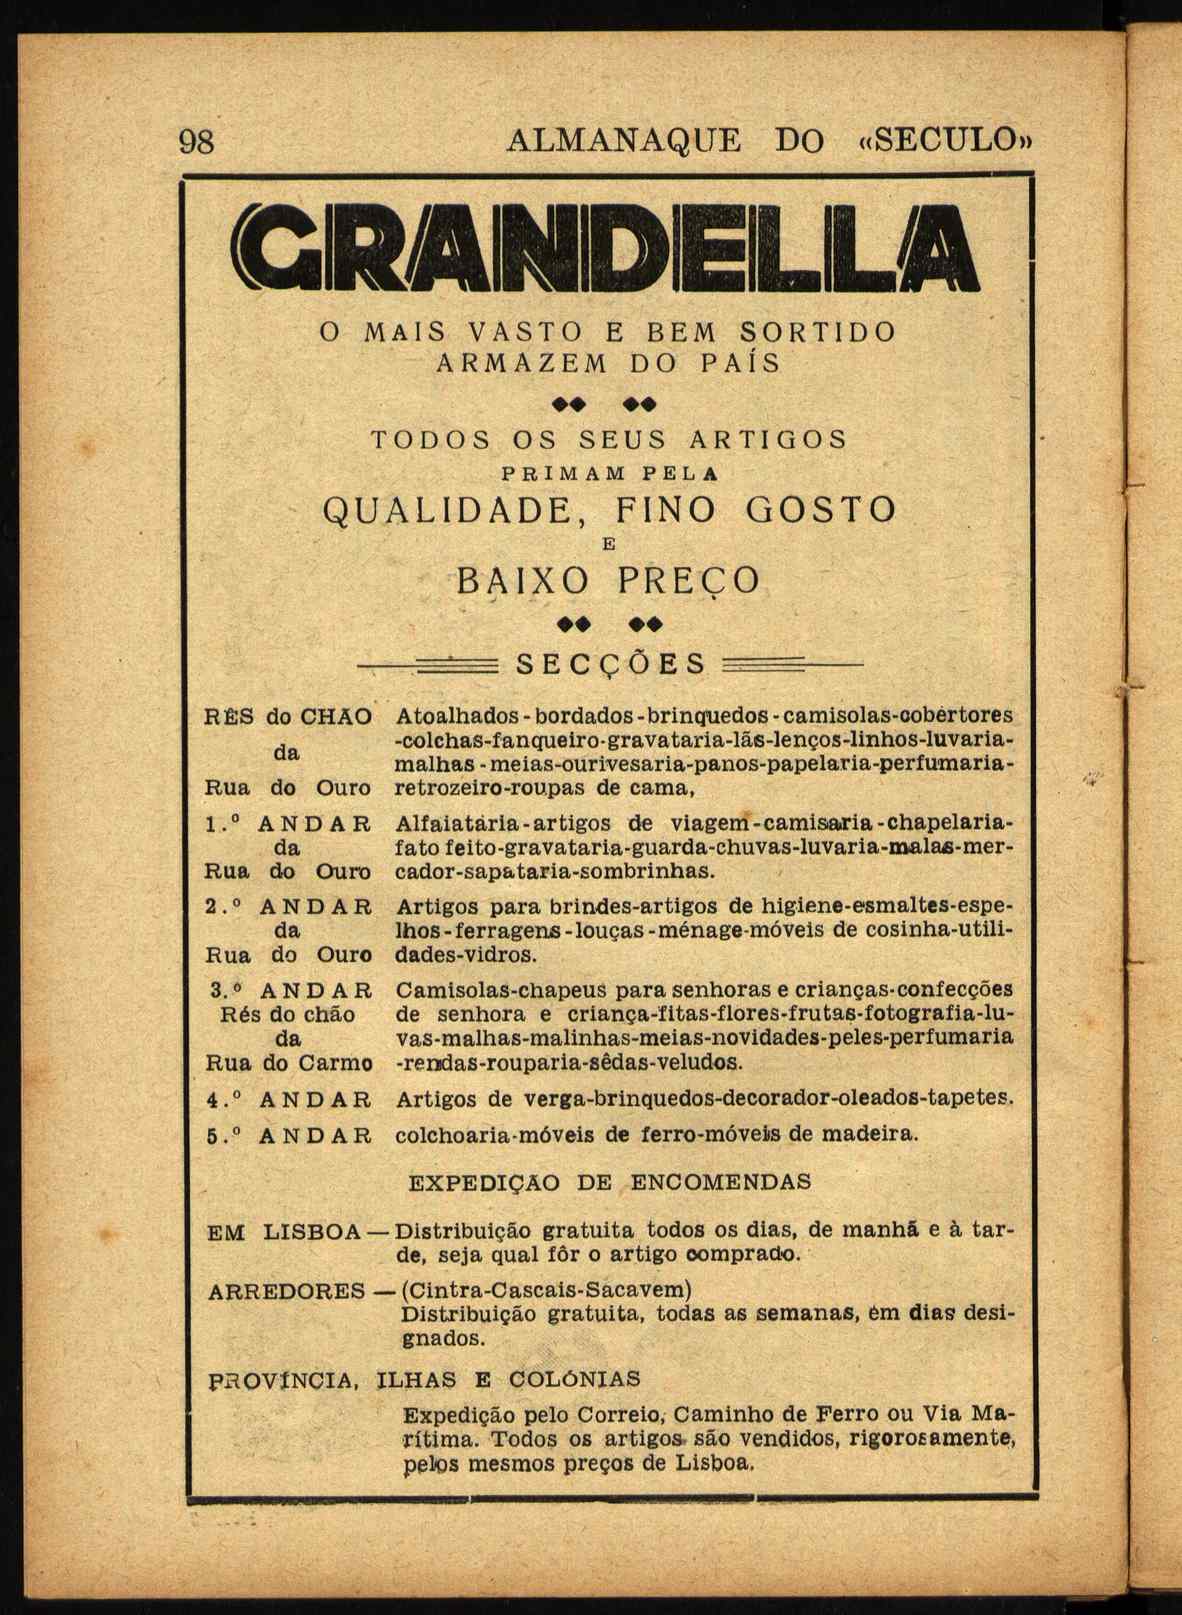 98 ALMANAQUE DO «SECULO»
GRANDELLA
O MAIS VASTO E BEM SORTIDO
ARMAZEM DO PAÍS
TODOS OS SEUS ARTIGOS
PRIMAM PELA
QUALIDADE, FINO GOSTO
E
BAIXO PREÇO
SECÇÕES
RÊS do CHAO
da
Rua do Ouro
Atoalhados-bordados-brinquedos-camisolas-cobertores
-colchas-fanqueiro-gravataria-lãs-lenços-linhos-luvaria-
malhas-meias-ourivesaria-panos-papelaria-perfumaria-
retrozeiro-roupas de cama,
1.º ANDAR
da
Rua do Ouro
Alfaiataria-artigos de viagem-camisaria-chapelaria-
fato feito-gravataria-guarda-chuvas-luvaria-malas-mer-
cador-sapataria-sombrinhas.
2.º ANDAR
da
Rua do Ouro
Artigos para brindes-artigos de higiene-esmaltes-espe-
lhos-ferragens-louças-ménage-móveis de cosinha-utili-
dades-vidros.
3.º ANDAR
Rés do chão
da
Rua do Carmo
Camisolas-chapeus para senhoras e crianças-confecções
de senhora e criança-fitas-flores-frutas-fotografia-lu-
vas-malhas-malinhas-meias-novidades-peles-perfumaria
-rendas-rouparia-sêdas-veludos.
4.º ANDAR Artigos de verga-brinquedos-decorador-oleados-tapetes.
5.º ANDAR colchoaria-móveis de ferro-móveis de madeira.
EXPEDIÇAO DE ENCOMENDAS
EM LISBOA — Distribuição gratuita todos os dias, de manhã e à tar-
de, seja qual fôr o artigo comprado.
ARREDORES — (Cintra-Cascais-Sacavem)
Distribuição gratuita, todas as semanas, em dias desi-
gnados.
PROVÍNCIA, ILHAS E COLÓNIAS
Expedição pelo Correio, Caminho de Ferro ou Via Ma-
rítima. Todos os artigos são vendidos, rigorosamente,
pelos mesmos preços de Lisboa.